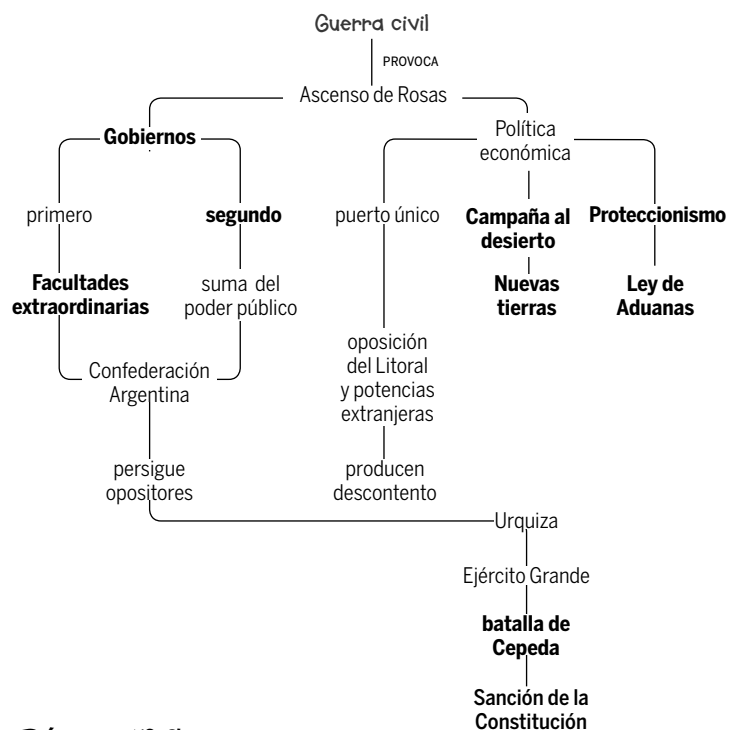 Guerra civil
PROVOCA
Ascenso de Rosas
Gobiernos
Política
económica
primero
segundo
puerto único
Campaña al
desierto
Proteccionismo
Facultades
extraordinarias
suma del
poder público
Nuevas
tierras
Ley de
Aduanas
oposición
del Litoral
y potencias
extranjeras
Confederación
Argentina
persigue
opositores
producen
descontento
Urquiza
Ejército Grande
batalla de
Cepeda
Sanción de la
Constitución